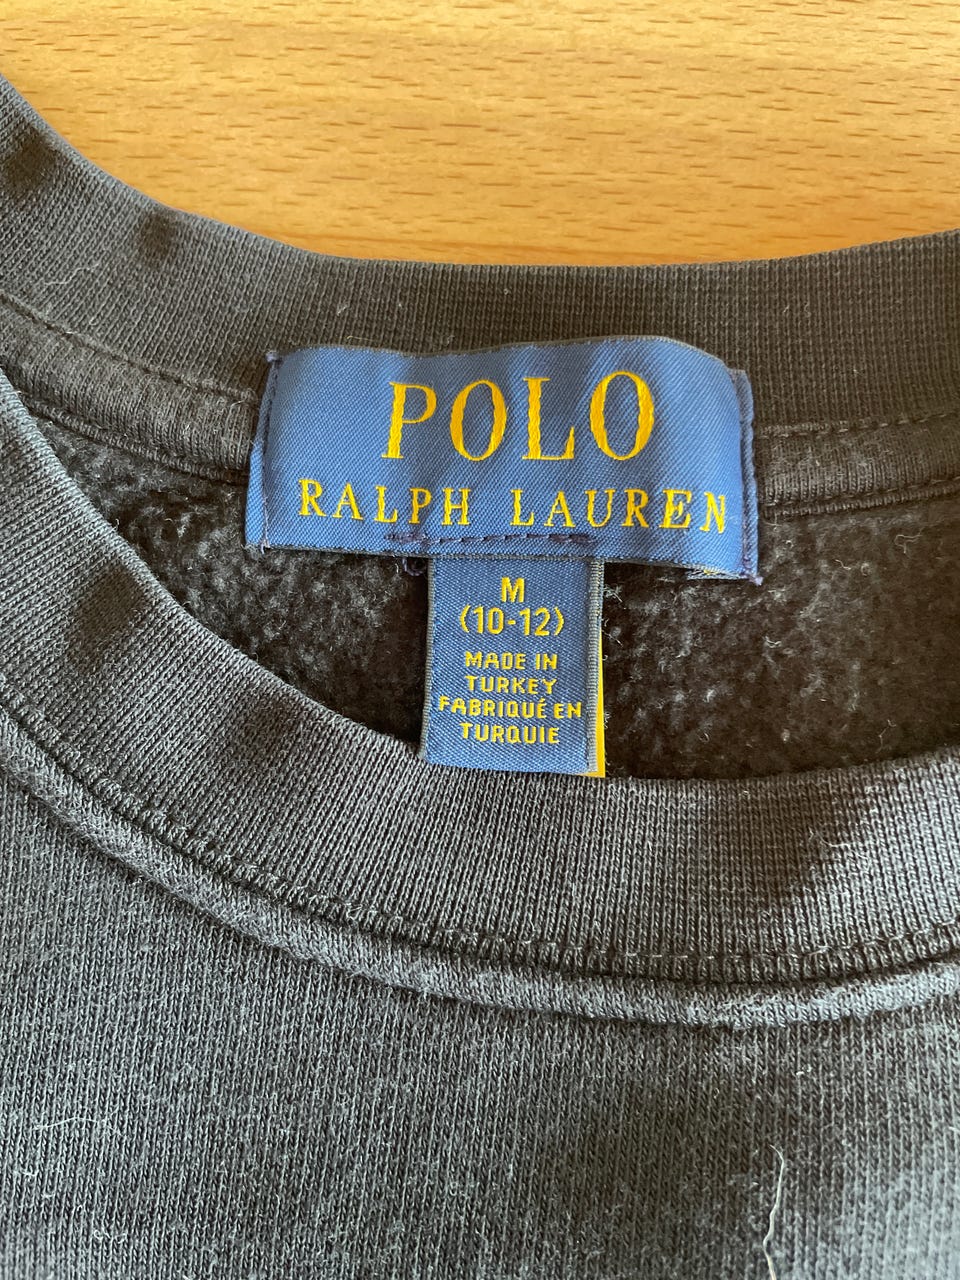 POLO
RALPH LAUREN
M
(10-12)
MADE IN
TURKEY
FABRIQUÉ EN
TURQUIE